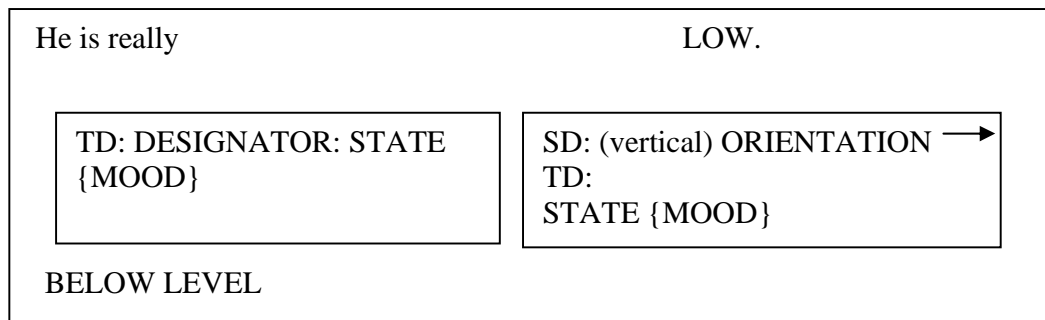 He is really LOW.
TD: DESIGNATOR: STATE
{MOOD}
SD: (vertical) ORIENTATION
TD:
STATE {MOOD}
BELOW LEVEL